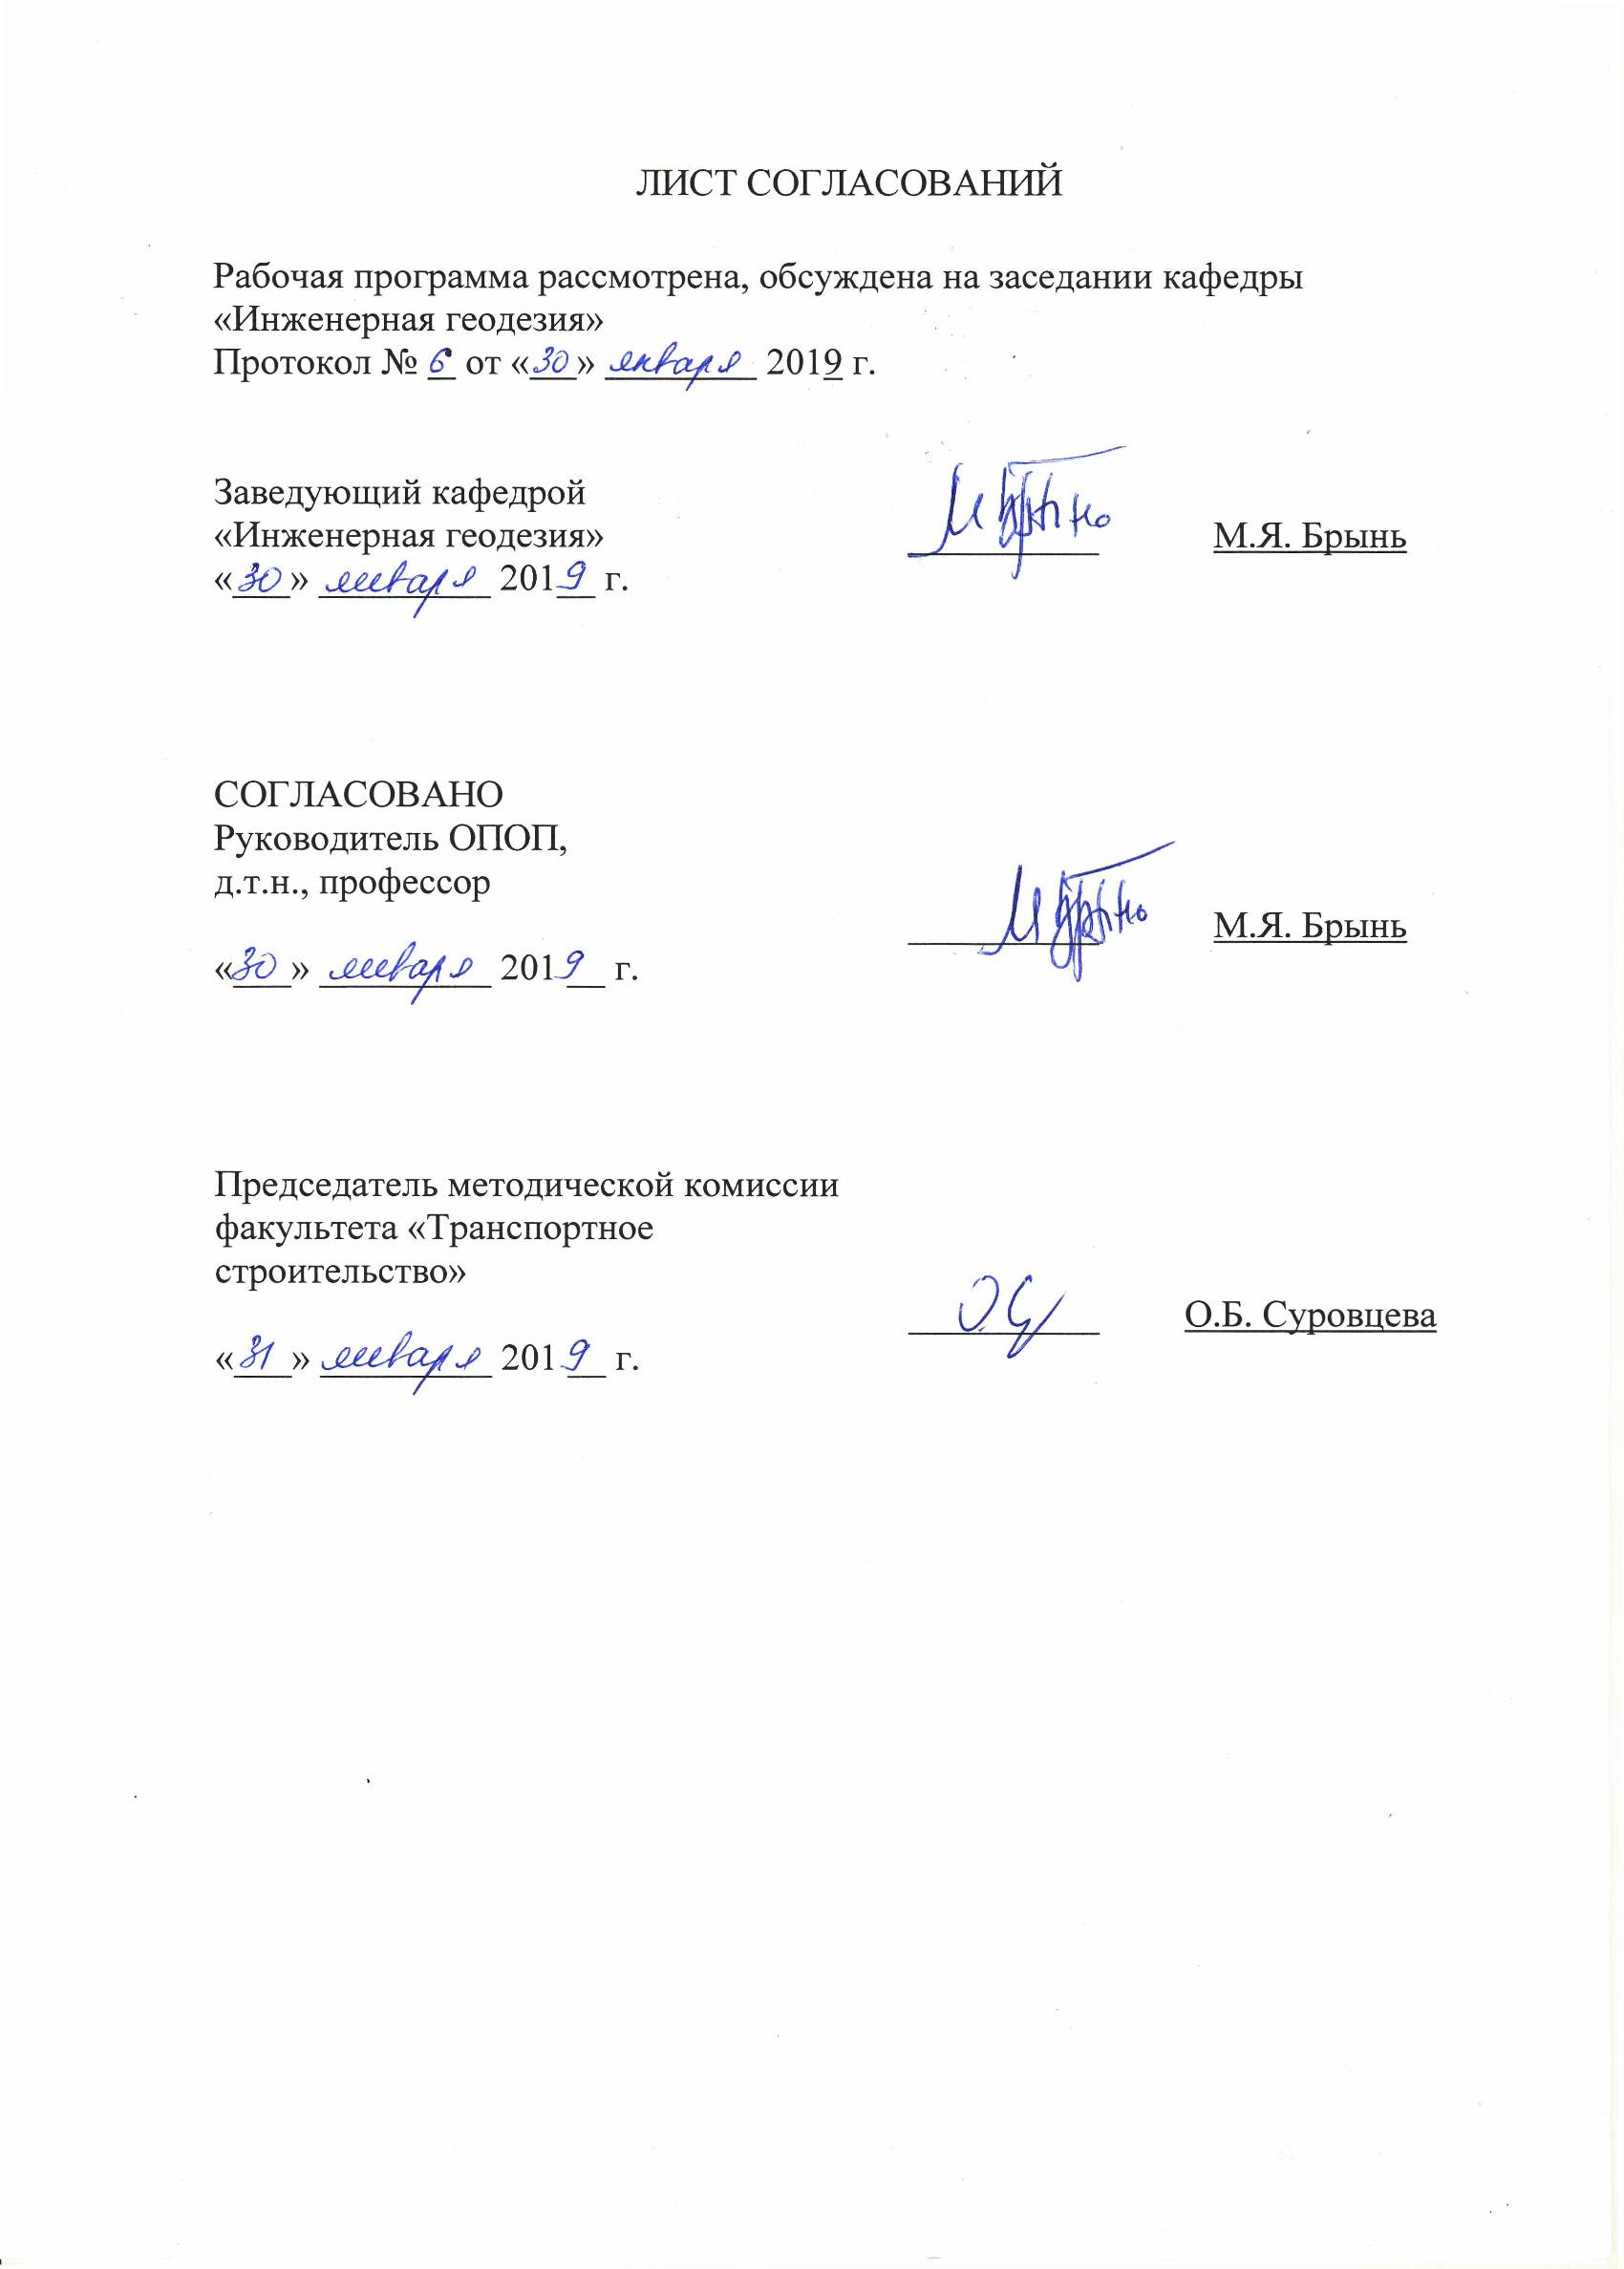 ЛИСТ СОГЛАСОВАНИЙ
Рабочая программа рассмотрена, обсуждена на заседании кафедры
«Инженерная геодезия»
Протокол № 6 от «30» января 2019 г.
Заведующий кафедрой
«Инженерная геодезия» М.Я. Брынь
«30» января 2019 г.
СОГЛАСОВАНО
Руководитель ОПОП,
д.т.н., профессор
М.Я. Брынь
«30» января 2019 г.
Председатель методической комиссии
факультета «Транспортное
строительство»
О.Б. Суровцева
«31» января 2019 г.